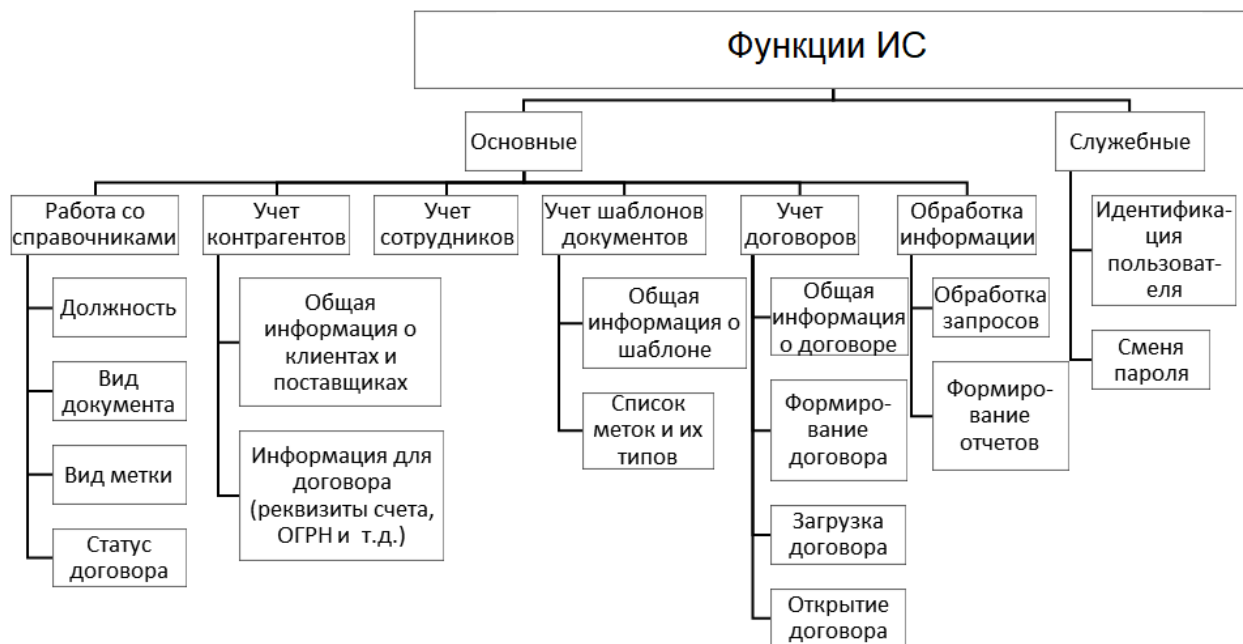 Функции ИС
Основные
Служебные
Работа со
справочниками
Учет
контрагентов
Учет
сотрудников
Учет шаблонов
документов
Учет
договоров
Обработка
информации
Должность
Вид
документа
Вид метки
Статус
договора
Общая
информация о
клиентах и
поставщиках
Информация для
договора
(реквизиты счета,
ОГРН и т.д.)
Общая
информация о
шаблоне
Список
меток и их
типов
Общая
информация
о договоре
Формиро-
вание
договора
Загрузка
договора
Открытие
договора
Обработка
запросов
Формиро-
вание
отчетов
Идентифика-
ция
пользоват-
еля
Сменя
пароля